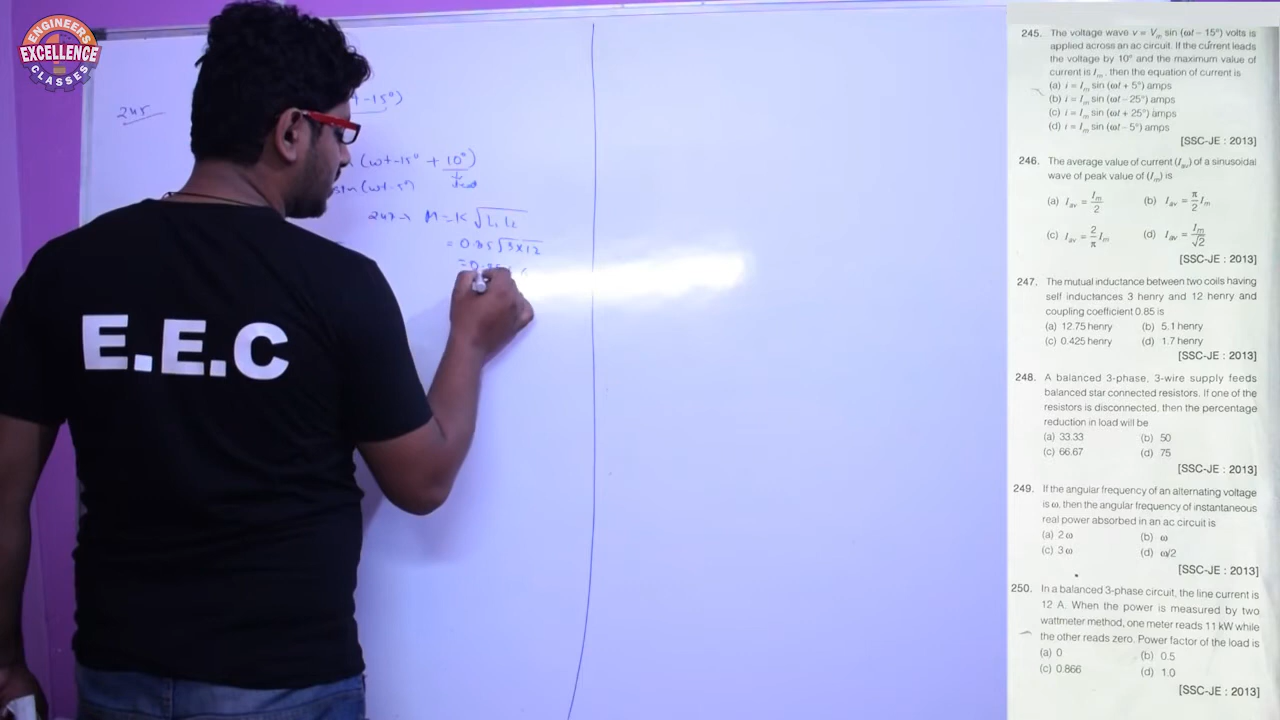 ENGINEERS
EXCELLENCE
CLASSES
245
t-15°)
(ωt-15° + 10°)
sin (ωt-5°)
247→ M = K √L₁ L₂
= 0.85 √3×12
E.E.C
245. The voltage wave v = Vm sin (ωt – 15°) volts is
applied across an ac circuit. If the current leads
the voltage by 10° and the maximum value of
current is Im, then the equation of current is
(a) i = Im sin (ωt + 5°) amps
(b) i = Im sin (ωt – 25°) amps
(c) i = Im sin (ωt + 25°) amps
(d) i = Im sin (ωt – 5°) amps
[SSC-JE : 2013]
246. The average value of current (Iav) of a sinusoidal
wave of peak value of (Im) is
(a) Iav = Im/2 (b) Iav = π/2 Im
(c) Iav = 2/π Im (d) Iav = Im/√2
[SSC-JE : 2013]
247. The mutual inductance between two coils having
self inductances 3 henry and 12 henry and
coupling coefficient 0.85 is
(a) 12.75 henry (b) 5.1 henry
(c) 0.425 henry (d) 1.7 henry
[SSC-JE : 2013]
248. A balanced 3-phase, 3-wire supply feeds
balanced star connected resistors. If one of the
resistors is disconnected, then the percentage
reduction in load will be
(a) 33.33 (b) 50
(c) 66.67 (d) 75
[SSC-JE : 2013]
249. If the angular frequency of an alternating voltage
is ω, then the angular frequency of instantaneous
real power absorbed in an ac circuit is
(a) 2 ω (b) ω
(c) 3 ω (d) ω/2
[SSC-JE : 2013]
250. In a balanced 3-phase circuit, the line current is
12 A. When the power is measured by two
wattmeter method, one meter reads 11 kW while
the other reads zero. Power factor of the load is
(a) 0 (b) 0.5
(c) 0.866 (d) 1.0
[SSC-JE : 2013]